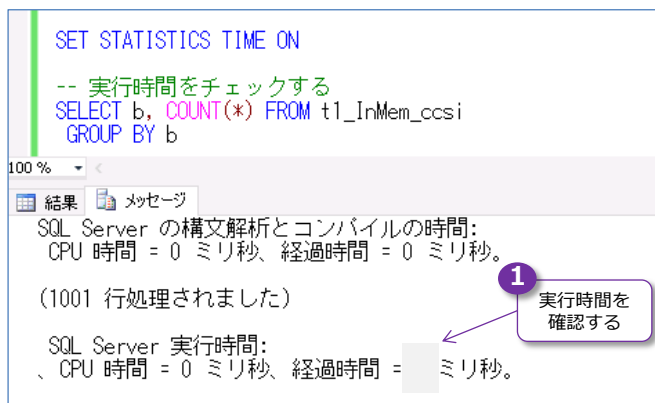 SET STATISTICS TIME ON
-- 実行時間をチェックする
SELECT b, COUNT(*) FROM t1_InMem_ccsi
GROUP BY b
100 %
結果 メッセージ
SQL Server の構文解析とコンパイルの時間:
CPU 時間 = 0 ミリ秒、経過時間 = 0 ミリ秒。
(1001 行処理されました)
1
実行時間を
確認する
SQL Server 実行時間:
、CPU 時間 = 0 ミリ秒、経過時間 = ミリ秒。